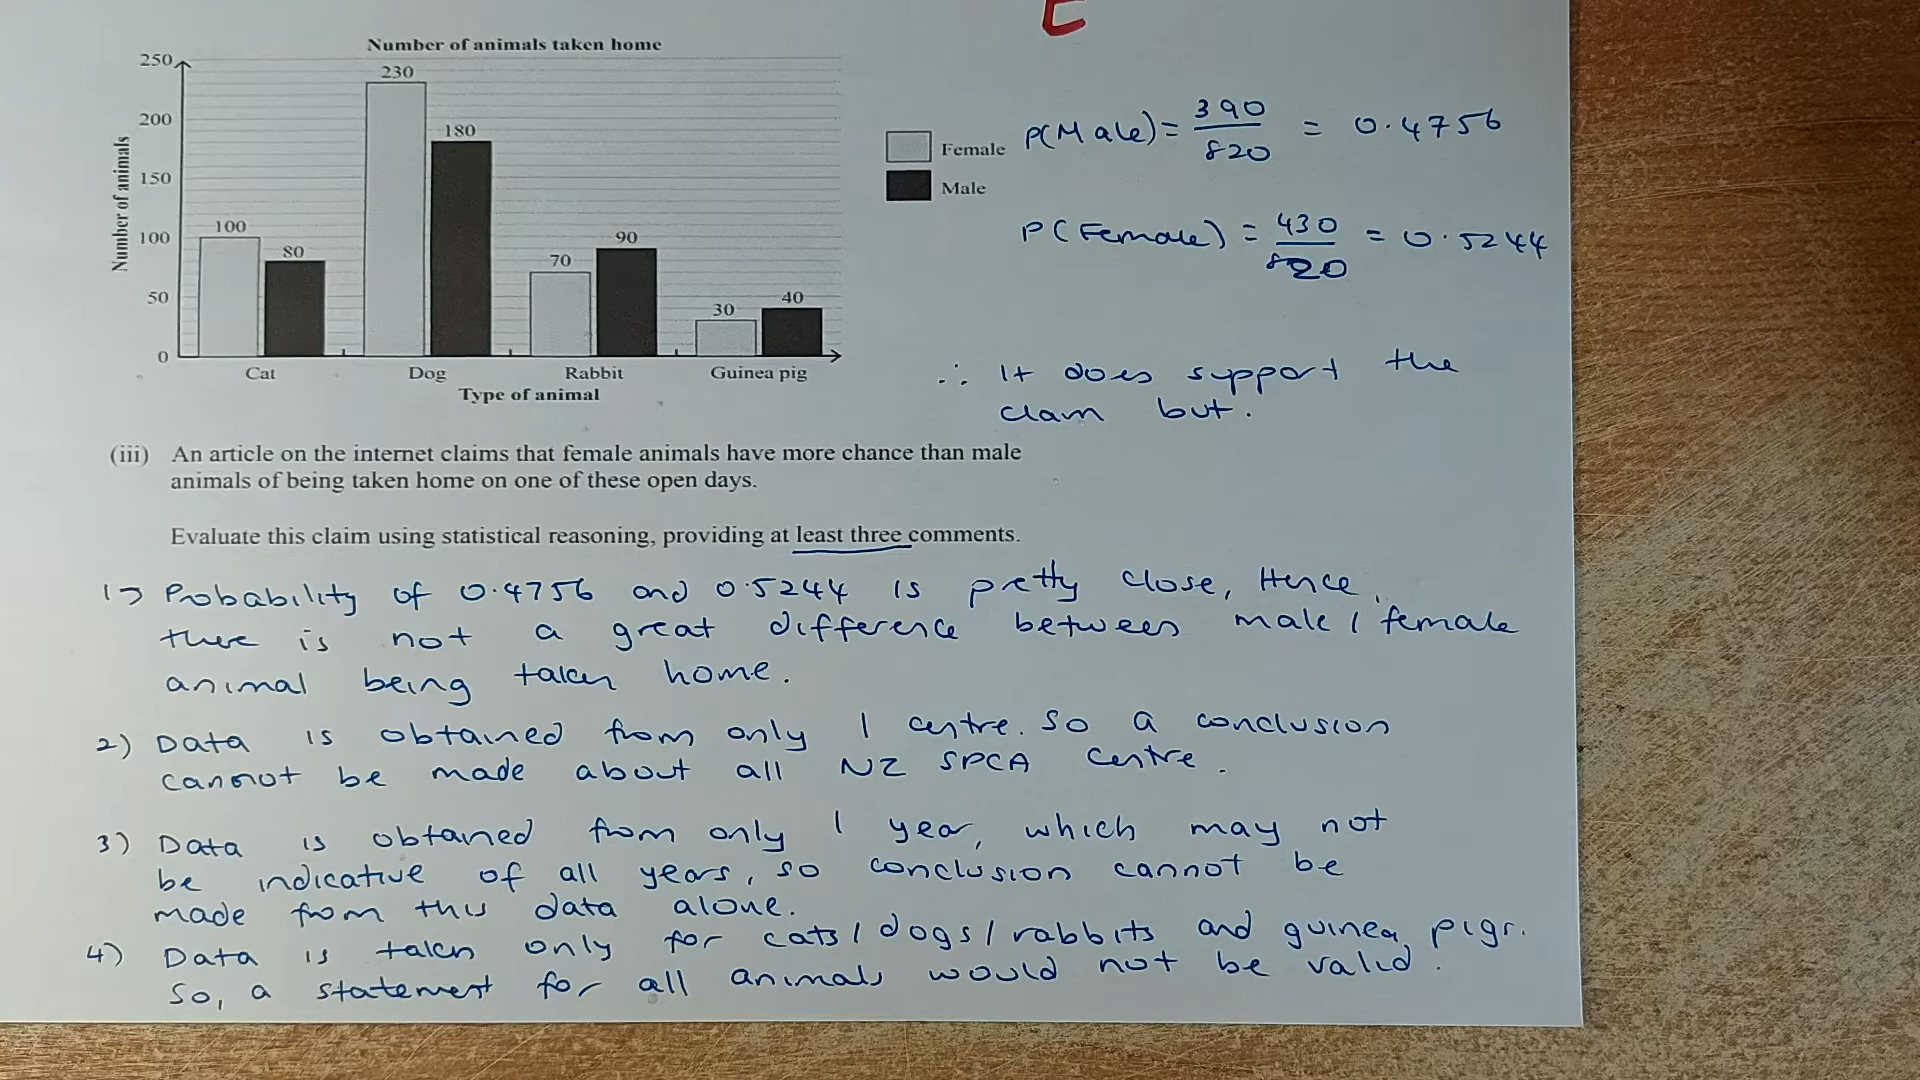 E
Number of animals taken home
250
200
150
100
50
0
Number of animals
100
80
230
180
70
90
30
40
Cat
Dog
Rabbit
Guinea pig
Type of animal
Female
Male
P(Male) = 390/820 = 0.4756
P(Female) = 430/820 = 0.5244
∴ It does support the
clam but.
(iii) An article on the internet claims that female animals have more chance than male
animals of being taken home on one of these open days.
Evaluate this claim using statistical reasoning, providing at least three comments.
1) Probability of 0.4756 and 0.5244 is pretty close, Hence,
there is not a great difference between male / female
animal being taken home.
2) Data is obtained from only 1 centre. So a conclusion
cannot be made about all NZ SPCA centre.
3) Data is obtained from only 1 year, which may not
be indicative of all years, so conclusion cannot be
made from this data alone.
4) Data is taken only for cats / dogs / rabbits and guinea pigs.
So, a statement for all animals would not be valid.